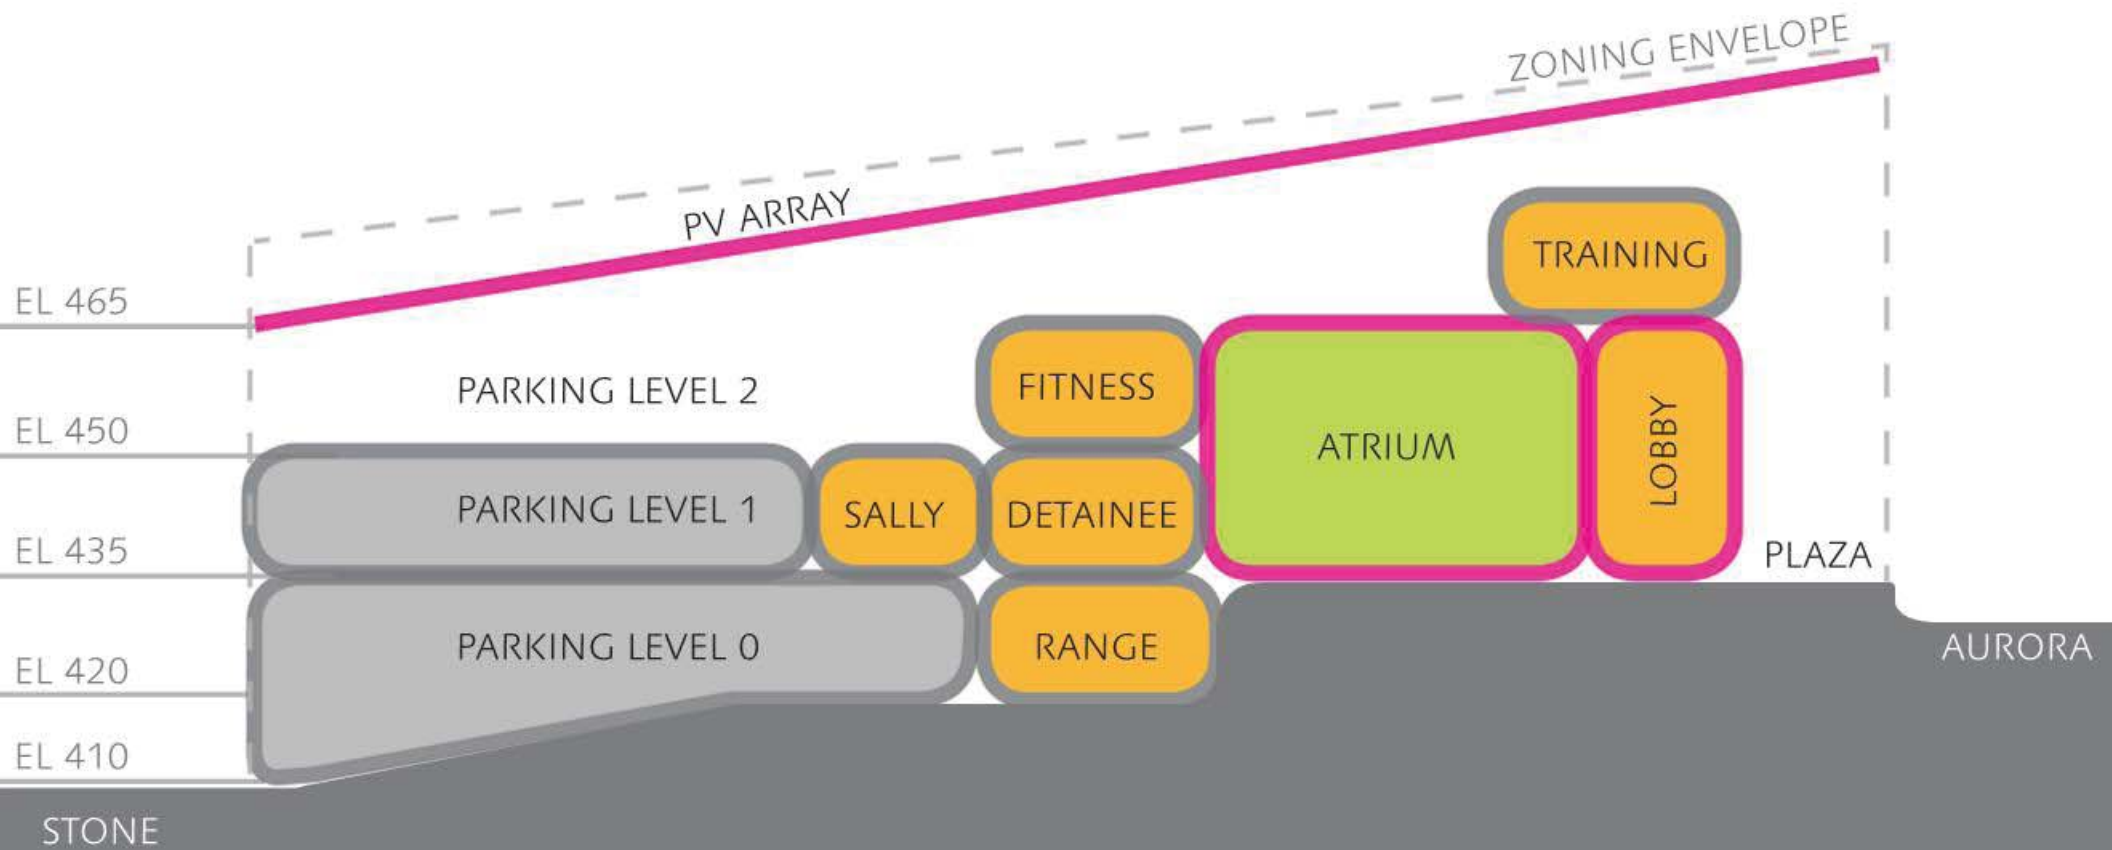 ZONING ENVELOPE
PV ARRAY
TRAINING
EL 465
PARKING LEVEL 2
FITNESS
EL 450
ATRIUM
LOBBY
PARKING LEVEL 1
SALLY
DETAINEE
EL 435
PLAZA
PARKING LEVEL 0
RANGE
AURORA
EL 420
EL 410
STONE